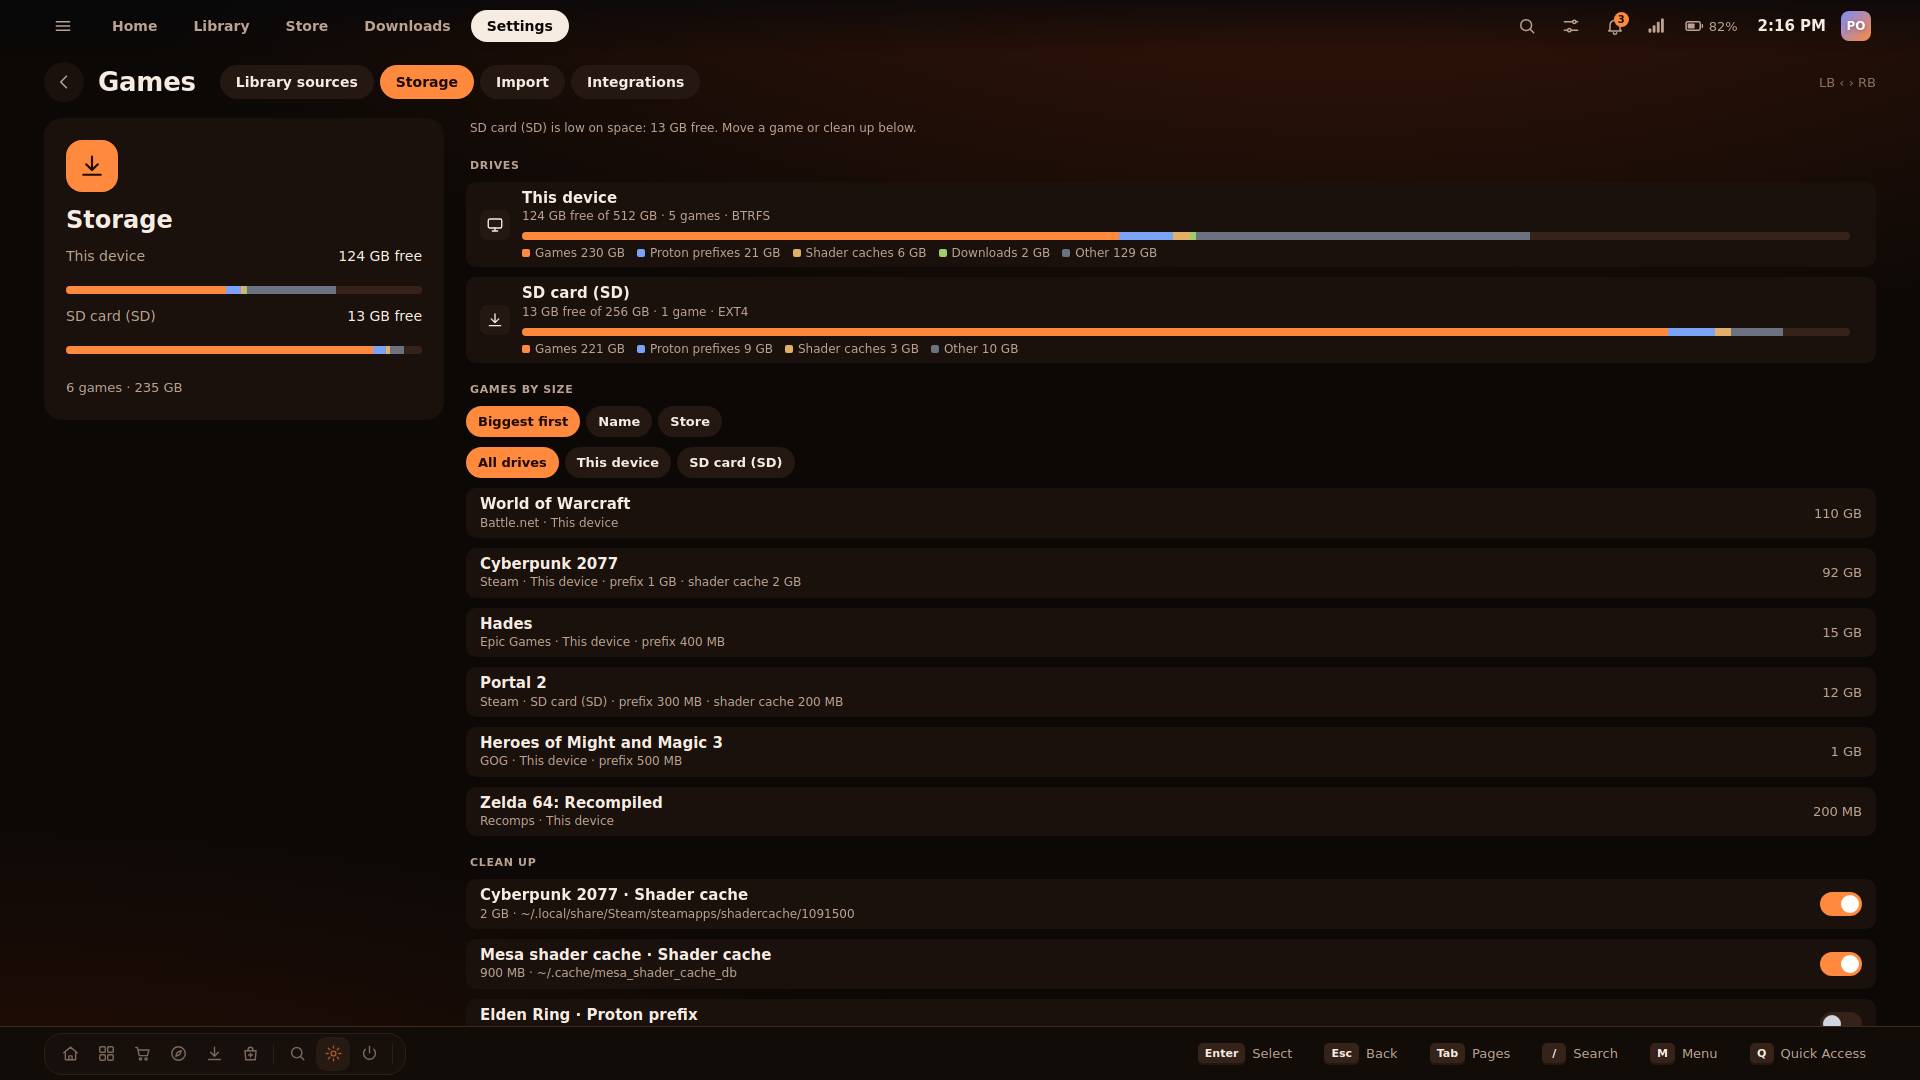 Home
Library
Store
Downloads
Settings
3
82%
2:16 PM
PO
Games
Library sources
Storage
Import
Integrations
LB ‹ › RB
Storage
This device
124 GB free
SD card (SD)
13 GB free
6 games · 235 GB
SD card (SD) is low on space: 13 GB free. Move a game or clean up below.
DRIVES
This device
124 GB free of 512 GB · 5 games · BTRFS
Games 230 GB
Proton prefixes 21 GB
Shader caches 6 GB
Downloads 2 GB
Other 129 GB
SD card (SD)
13 GB free of 256 GB · 1 game · EXT4
Games 221 GB
Proton prefixes 9 GB
Shader caches 3 GB
Other 10 GB
GAMES BY SIZE
Biggest first
Name
Store
All drives
This device
SD card (SD)
World of Warcraft
Battle.net · This device
110 GB
Cyberpunk 2077
Steam · This device · prefix 1 GB · shader cache 2 GB
92 GB
Hades
Epic Games · This device · prefix 400 MB
15 GB
Portal 2
Steam · SD card (SD) · prefix 300 MB · shader cache 200 MB
12 GB
Heroes of Might and Magic 3
GOG · This device · prefix 500 MB
1 GB
Zelda 64: Recompiled
Recomps · This device
200 MB
CLEAN UP
Cyberpunk 2077 · Shader cache
2 GB · ~/.local/share/Steam/steamapps/shadercache/1091500
Mesa shader cache · Shader cache
900 MB · ~/.cache/mesa_shader_cache_db
Elden Ring · Proton prefix
Enter Select
Esc Back
Tab Pages
/ Search
M Menu
Q Quick Access